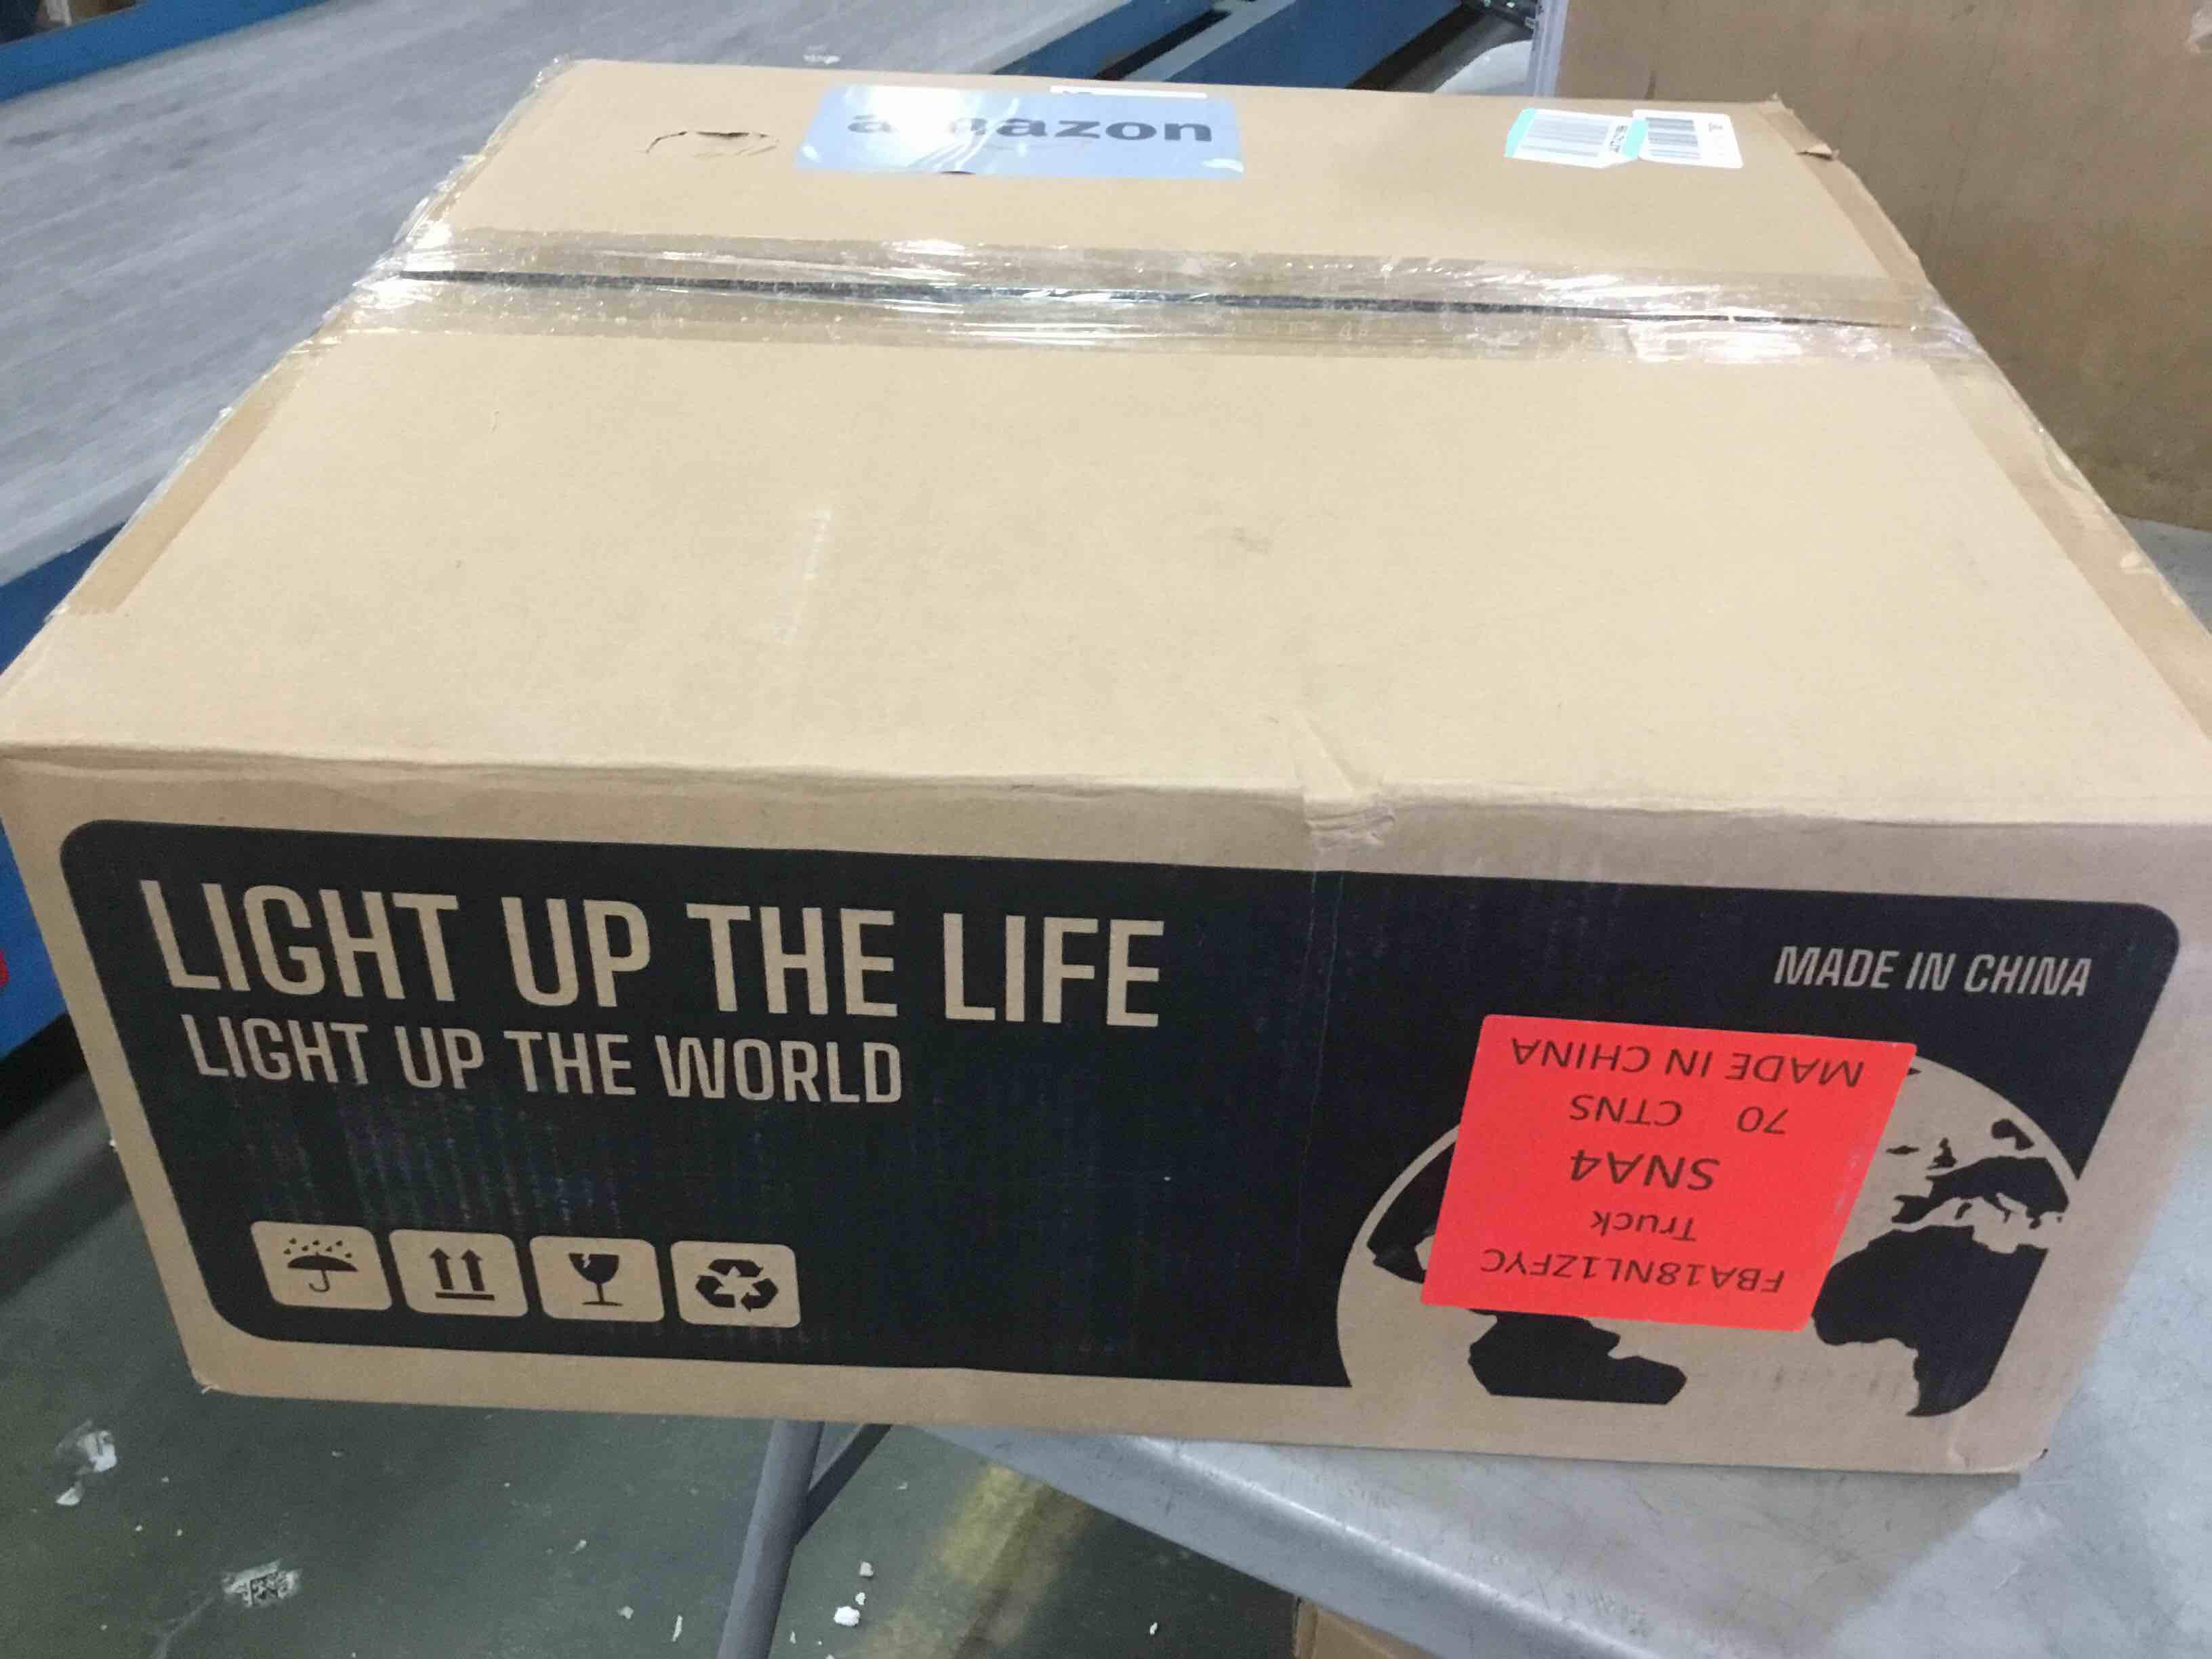 amazon
LIGHT UP THE LIFE
LIGHT UP THE WORLD
MADE IN CHINA
FBA18NL1ZFYC
Truck
SNA4
70 CTNS
MADE IN CHINA